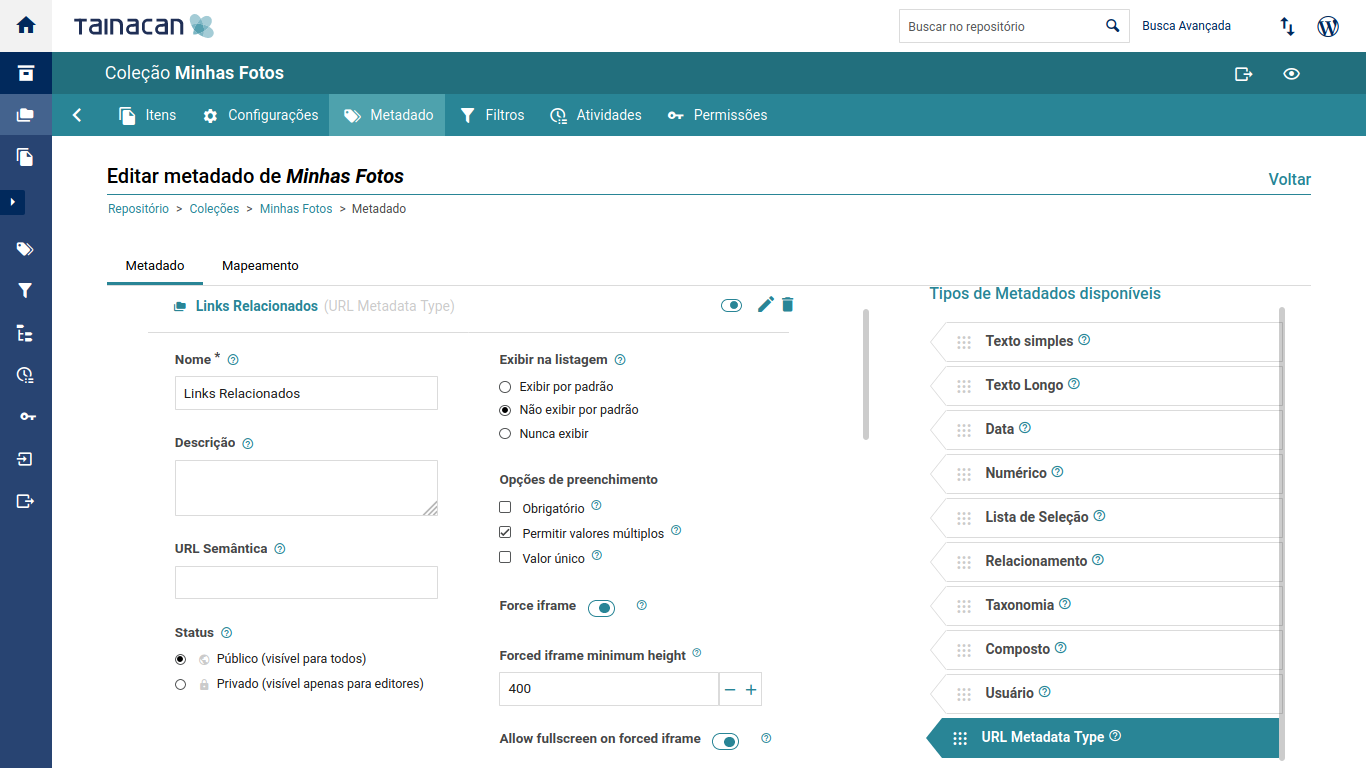 TAINACAN
Buscar no repositório
Busca Avançada
Coleção Minhas Fotos
Itens
Configurações
Metadado
Filtros
Atividades
Permissões
Editar metadado de Minhas Fotos
Voltar
Repositório > Coleções > Minhas Fotos > Metadado
Metadado
Mapeamento
Links Relacionados (URL Metadata Type)
Nome *
Links Relacionados
Descrição
URL Semântica
Status
Público (visível para todos)
Privado (visível apenas para editores)
Exibir na listagem
Exibir por padrão
Não exibir por padrão
Nunca exibir
Opções de preenchimento
Obrigatório
Permitir valores múltiplos
Valor único
Force iframe
Forced iframe minimum height
400
Allow fullscreen on forced iframe
Tipos de Metadados disponíveis
Texto simples
Texto Longo
Data
Numérico
Lista de Seleção
Relacionamento
Taxonomia
Composto
Usuário
URL Metadata Type